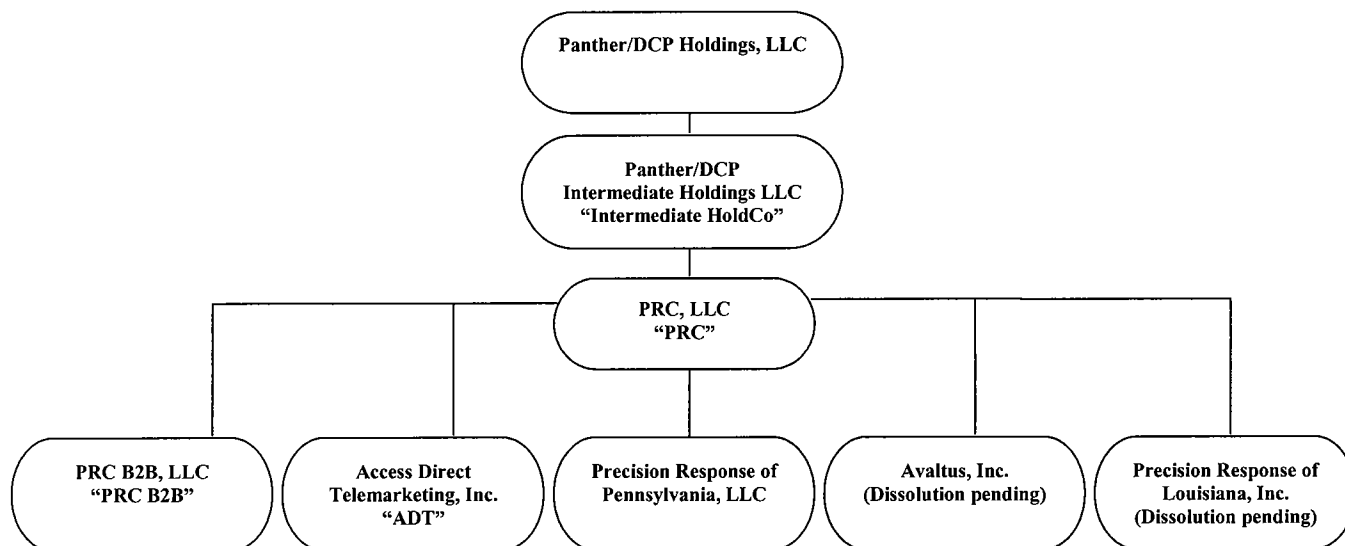 Panther/DCP Holdings, LLC
Panther/DCP
Intermediate Holdings LLC
“Intermediate HoldCo”
PRC, LLC
“PRC”
PRC B2B, LLC
“PRC B2B”
Access Direct
Telemarketing, Inc.
“ADT”
Precision Response of
Pennsylvania, LLC
Avaltus, Inc.
(Dissolution pending)
Precision Response of
Louisiana, Inc.
(Dissolution pending)